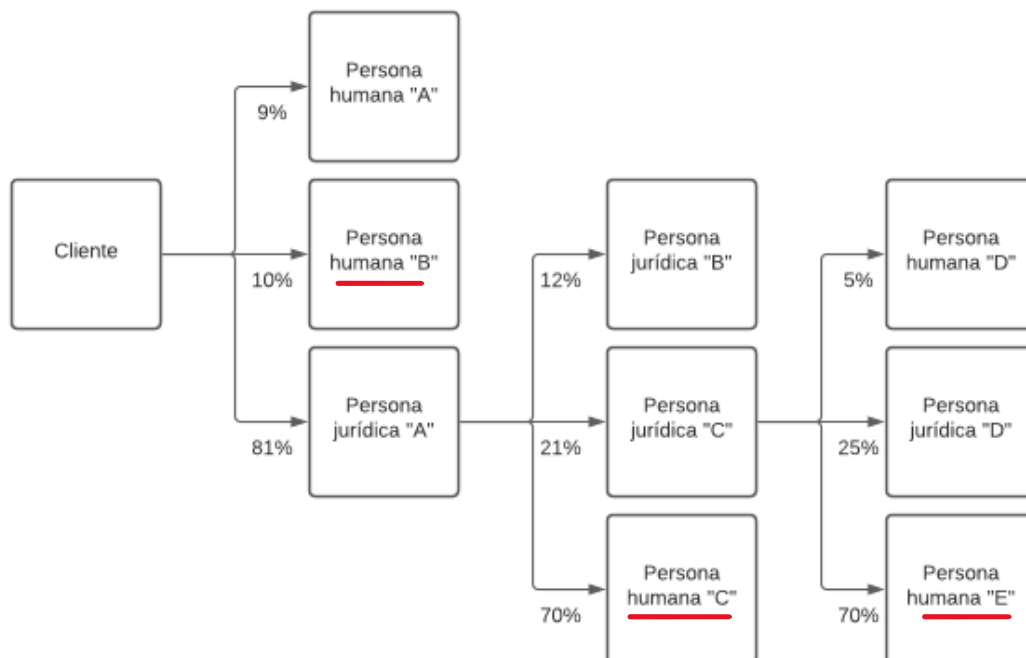 Persona
humana "A"
9%
Cliente
Persona
humana "B"
10%
Persona
jurídica "B"
12%
Persona
humana "D"
5%
Persona
jurídica "A"
81%
Persona
jurídica "C"
21%
Persona
jurídica "D"
25%
Persona
humana "C"
70%
Persona
humana "E"
70%